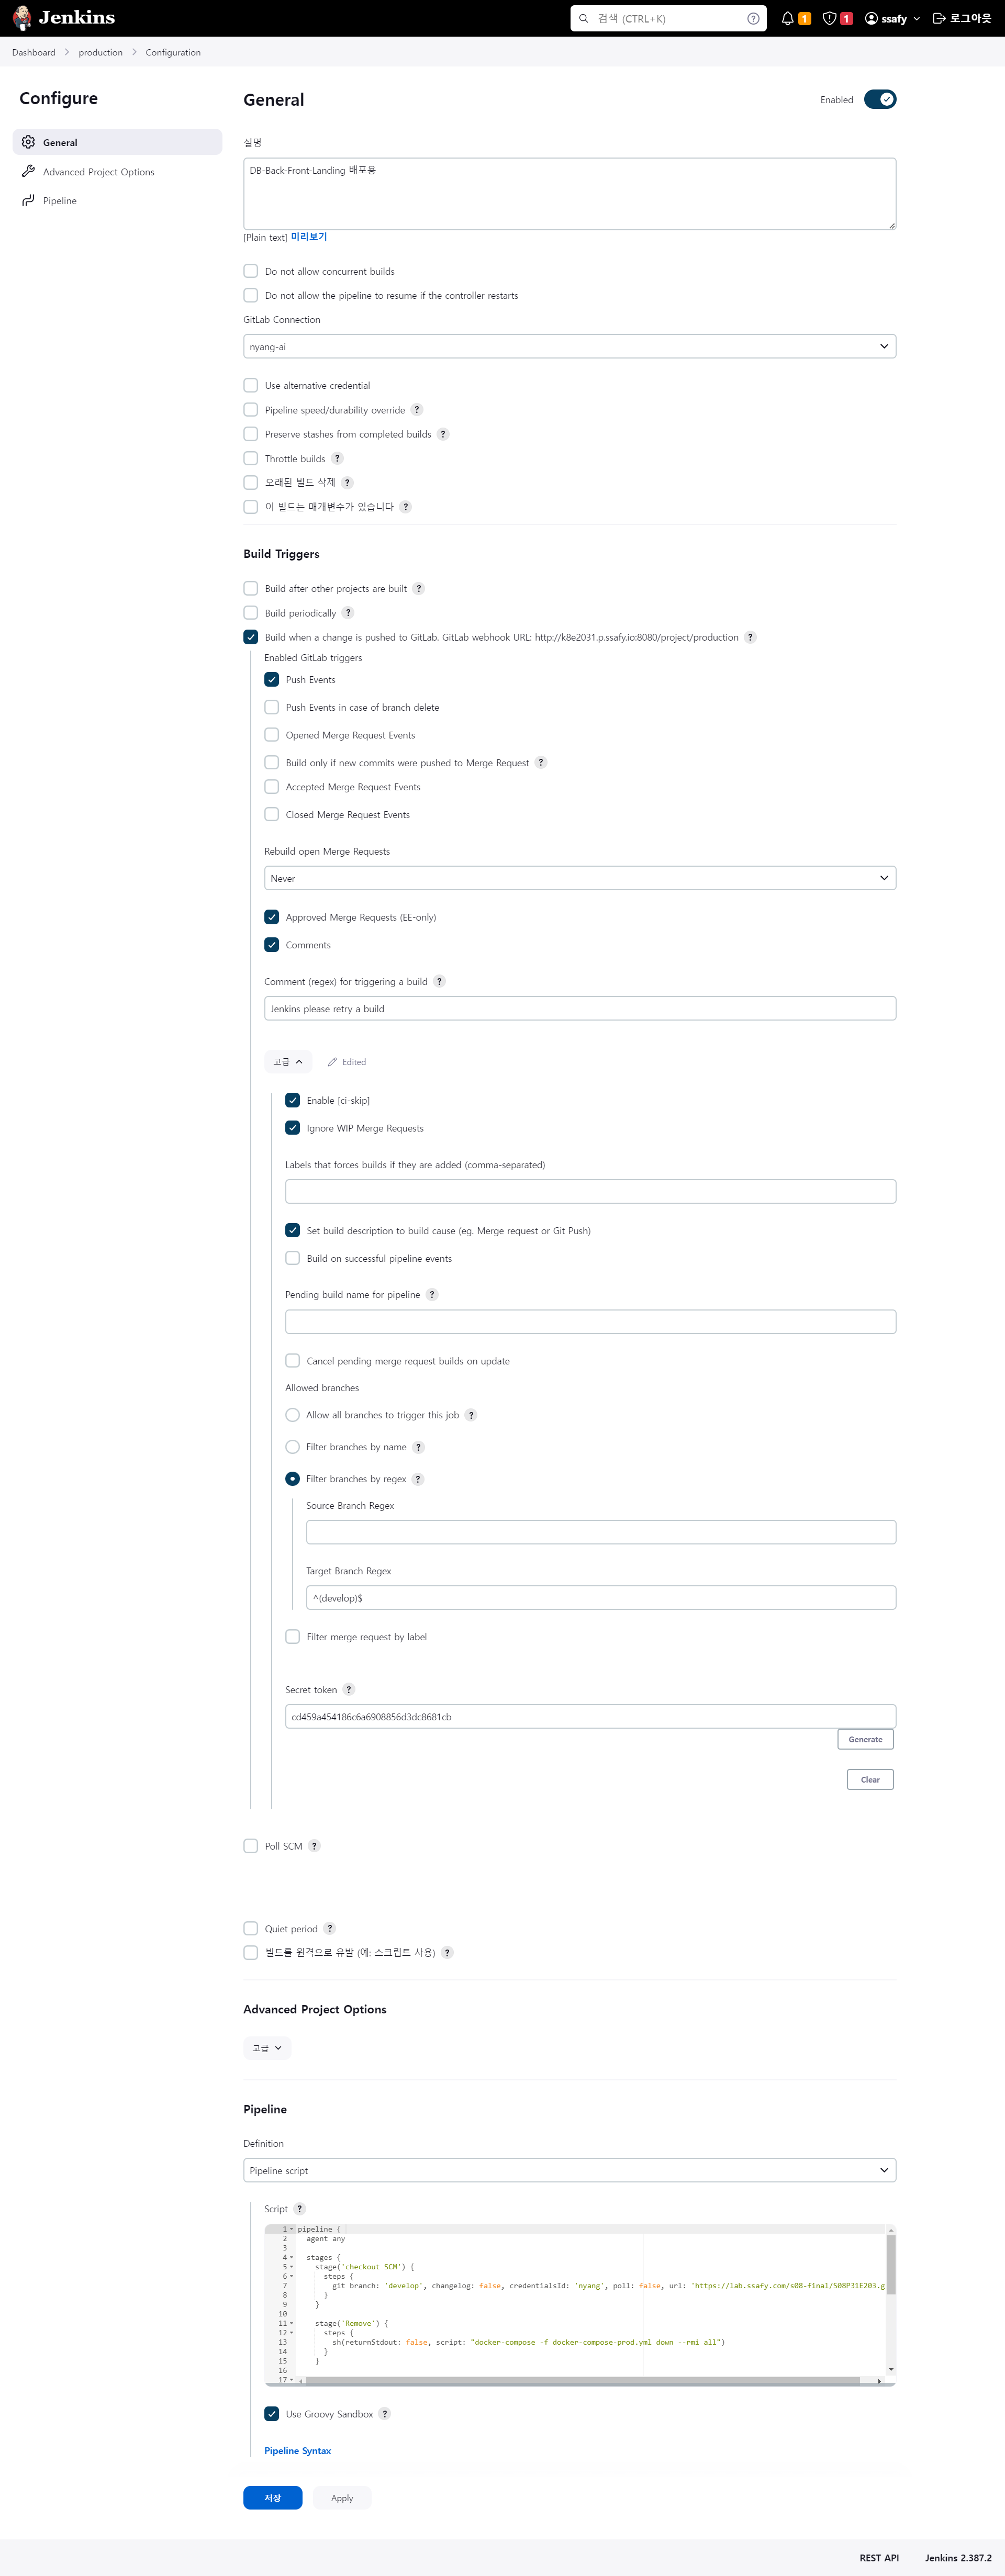 Jenkins
검색 (CTRL+K)
1
1
ssafy
로그아웃
Dashboard
production
Configuration
Configure
General
Advanced Project Options
Pipeline
General
Enabled
설명
DB-Back-Front-Landing 배포용
[Plain text] 미리보기
Do not allow concurrent builds
Do not allow the pipeline to resume if the controller restarts
GitLab Connection
nyang-ai
Use alternative credential
Pipeline speed/durability override ?
Preserve stashes from completed builds ?
Throttle builds ?
오래된 빌드 삭제 ?
이 빌드는 매개변수가 있습니다 ?
Build Triggers
Build after other projects are built ?
Build periodically ?
Build when a change is pushed to GitLab. GitLab webhook URL: http://k8e2031.p.ssafy.io:8080/project/production ?
Enabled GitLab triggers
Push Events
Push Events in case of branch delete
Opened Merge Request Events
Build only if new commits were pushed to Merge Request ?
Accepted Merge Request Events
Closed Merge Request Events
Rebuild open Merge Requests
Never
Approved Merge Requests (EE-only)
Comments
Comment (regex) for triggering a build ?
Jenkins please retry a build
고급
Edited
Enable [ci-skip]
Ignore WIP Merge Requests
Labels that forces builds if they are added (comma-separated)
Set build description to build cause (eg. Merge request or Git Push)
Build on successful pipeline events
Pending build name for pipeline ?
Cancel pending merge request builds on update
Allowed branches
Allow all branches to trigger this job ?
Filter branches by name ?
Filter branches by regex ?
Source Branch Regex
Target Branch Regex
^(develop)$
Filter merge request by label
Secret token ?
cd459a454186c6a6908856d3dc8681cb
Generate
Clear
Poll SCM ?
Quiet period ?
빌드를 원격으로 유발 (예: 스크립트 사용) ?
Advanced Project Options
고급
Pipeline
Definition
Pipeline script
Script ?
1 pipeline {
2 agent any
3
4 stages {
5 stage('checkout SCM') {
6 steps {
7 git branch: 'develop', changelog: false, credentialsId: 'nyang', poll: false, url: 'https://lab.ssafy.com/s08-final/S08P31E203.g
8 }
9 }
10
11 stage('Remove') {
12 steps {
13 sh(returnStdout: false, script: "docker-compose -f docker-compose-prod.yml down --rmi all")
14 }
15 }
16
17
Use Groovy Sandbox ?
Pipeline Syntax
저장
Apply
REST API
Jenkins 2.387.2